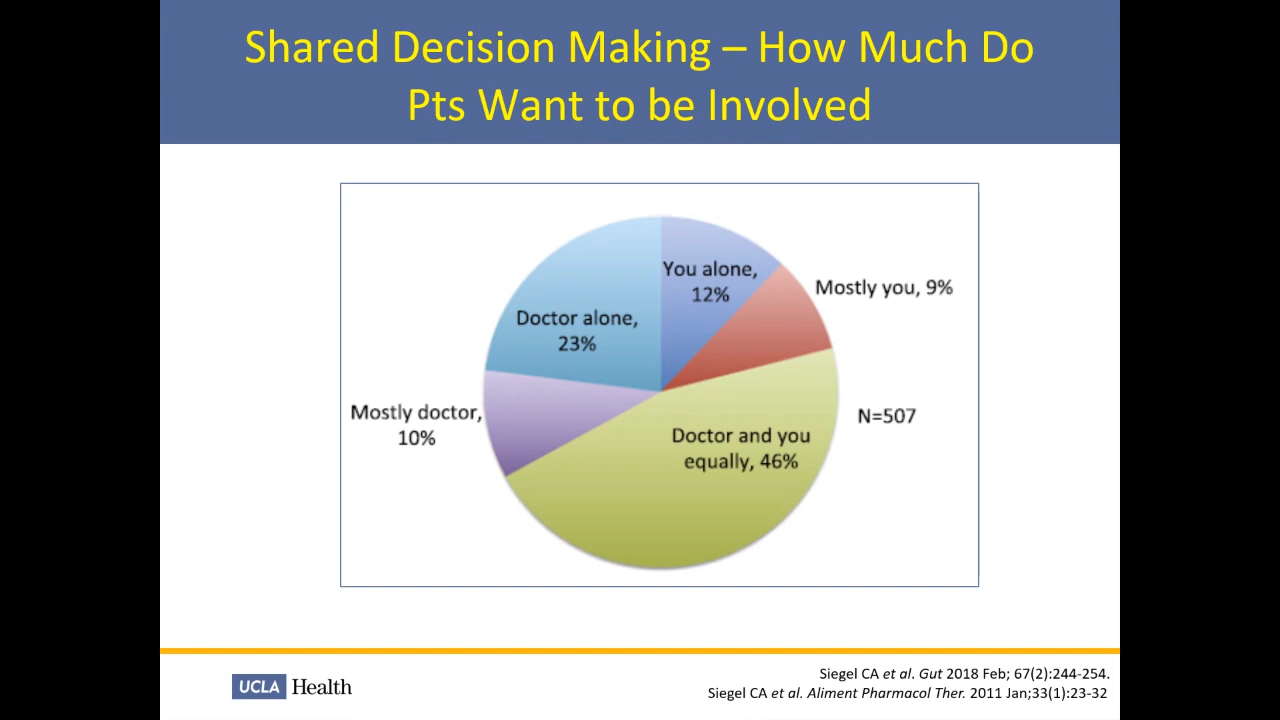 Shared Decision Making – How Much Do
Pts Want to be Involved
You alone,
12%
Mostly you, 9%
Doctor alone,
23%
Mostly doctor,
10%
N=507
Doctor and you
equally, 46%
UCLA Health
Siegel CA et al. Gut 2018 Feb; 67(2):244-254.
Siegel CA et al. Aliment Pharmacol Ther. 2011 Jan;33(1):23-32